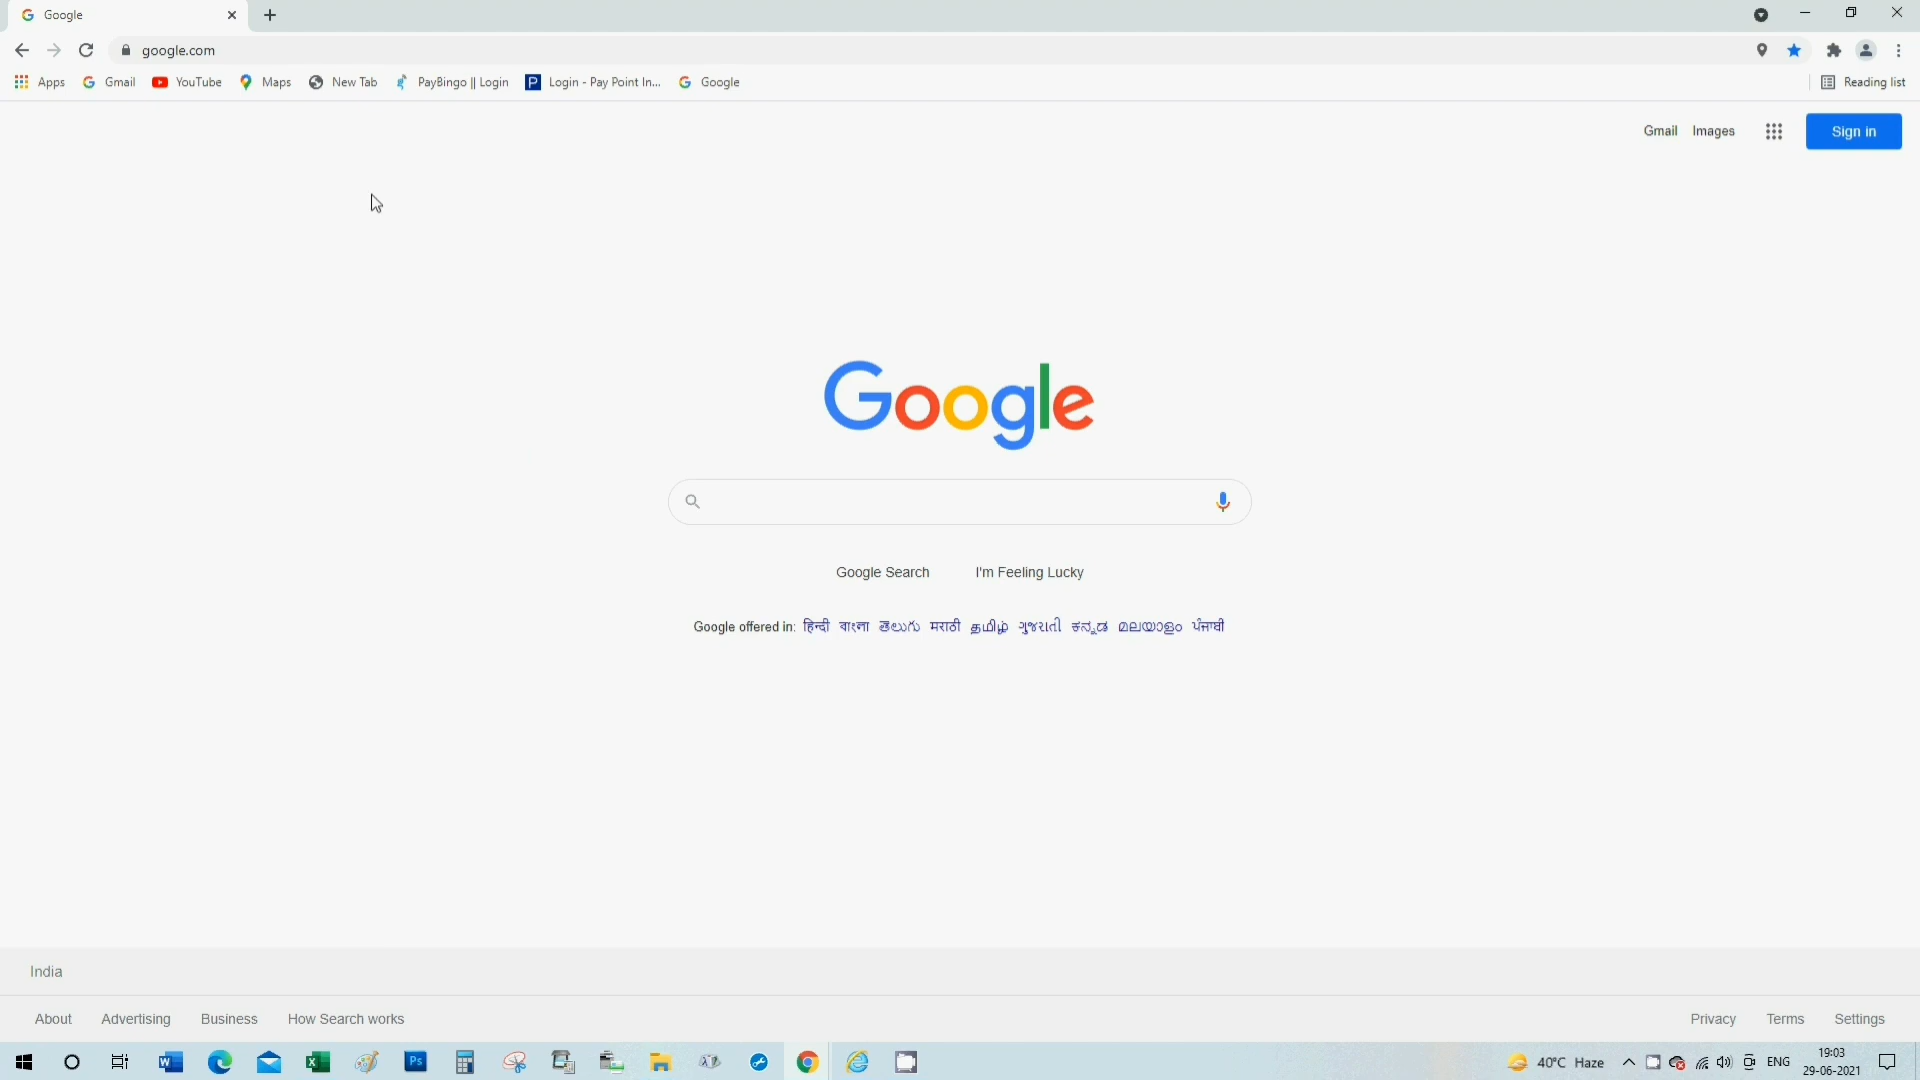 Google
google.com
Apps Gmail YouTube Maps New Tab PayBingo || Login Login - Pay Point In... Google Reading list
Gmail Images Sign in
Google
Google Search I'm Feeling Lucky
Google offered in: हिन्दी বাংলা తెలుగు मराठी தமிழ் ગુજરાતી ಕನ್ನಡ മലയാളം ਪੰਜਾਬੀ
India
About Advertising Business How Search works Privacy Terms Settings
40°C Haze ENG 19:03
29-06-2021